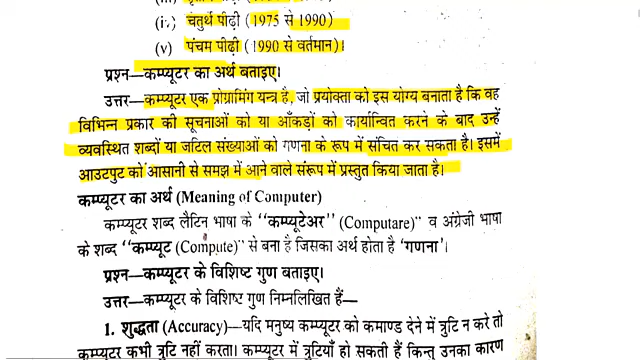 (iv) चतुर्थ पीढ़ी (1975 से 1990)
(v) पंचम पीढ़ी (1990 से वर्तमान)।
प्रश्न—कम्प्यूटर का अर्थ बताइए।
उत्तर—कम्प्यूटर एक प्रोग्रामिंग यन्त्र है, जो प्रयोक्ता को इस योग्य बनाता है कि वह
विभिन्न प्रकार की सूचनाओं को या आँकड़ों को कार्यान्वित करने के बाद उन्हें
व्यवस्थित शब्दों या जटिल संख्याओं को गणना के रूप में संचित कर सकता है। इसमें
आउटपुट को आसानी से समझ में आने वाले संरूप में प्रस्तुत किया जाता है।
कम्प्यूटर का अर्थ (Meaning of Computer)
कम्प्यूटर शब्द लैटिन भाषा के “कम्प्यूटेअर” (Computare) व अंग्रेजी भाषा
के शब्द “कम्प्यूट (Compute” से बना है जिसका अर्थ होता है ‘गणना’।
प्रश्न—कम्प्यूटर के विशिष्ट गुण बताइए।
उत्तर—कम्प्यूटर के विशिष्ट गुण निम्नलिखित हैं—
1. शुद्धता (Accuracy) —यदि मनुष्य कम्प्यूटर को कमाण्ड देने में त्रुटि न करे तो
कम्प्यूटर कभी त्रुटि नहीं करता। कम्प्यूटर में त्रुटियाँ हो सकती हैं किन्तु उनका कारण